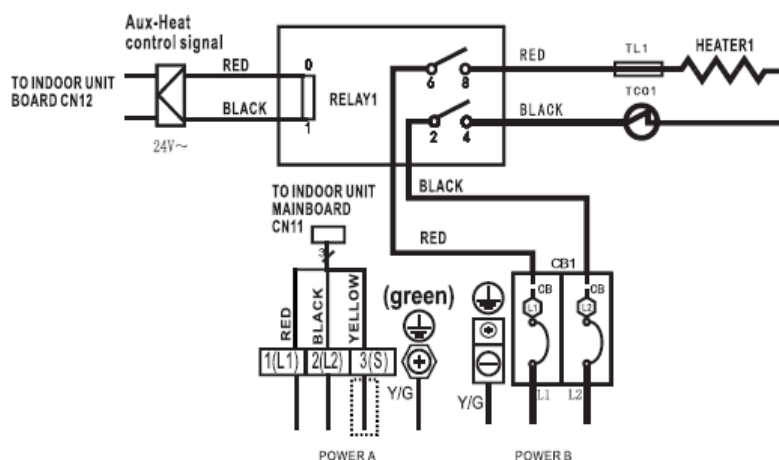 Aux-Heat
control signal
TO INDOOR UNIT
BOARD CN12
RED
BLACK
24V~
0
1
RELAY1
6
8
2
4
RED
TL1
HEATER1
BLACK
TCO1
BLACK
RED
TO INDOOR UNIT
MAINBOARD
CN11
3
RED
BLACK
YELLOW
(green)
1(L1)
2(L2)
3(S)
Y/G
Y/G
CB1
CB
CB
L1
L2
L1
L2
POWER A
POWER B